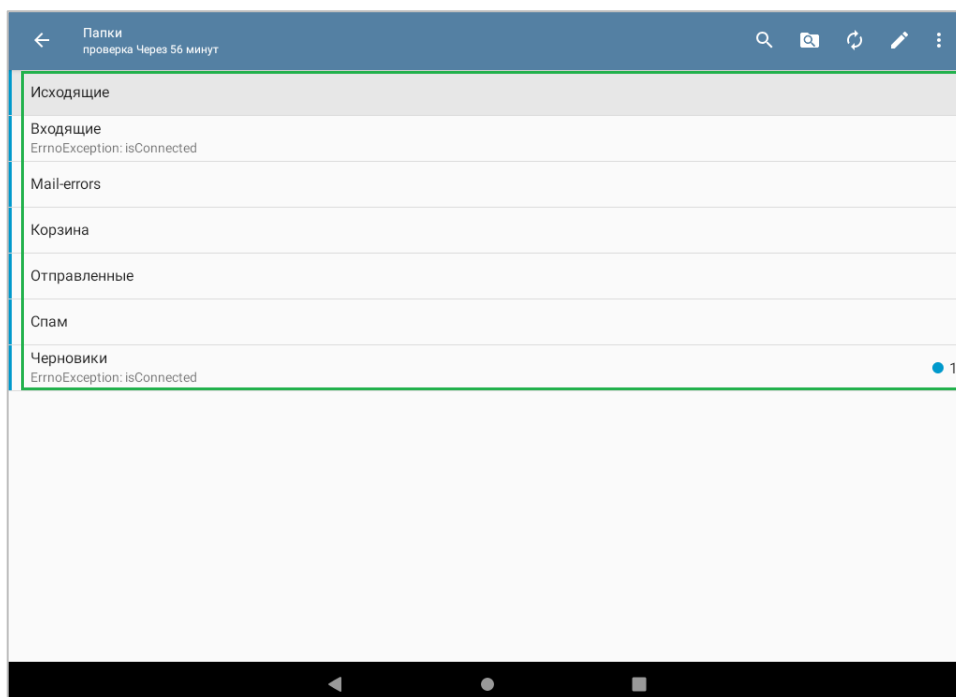 Папки
проверка Через 56 минут
Исходящие
Входящие
ErrnoException: isConnected
Mail-errors
Корзина
Отправленные
Спам
Черновики
ErrnoException: isConnected
1